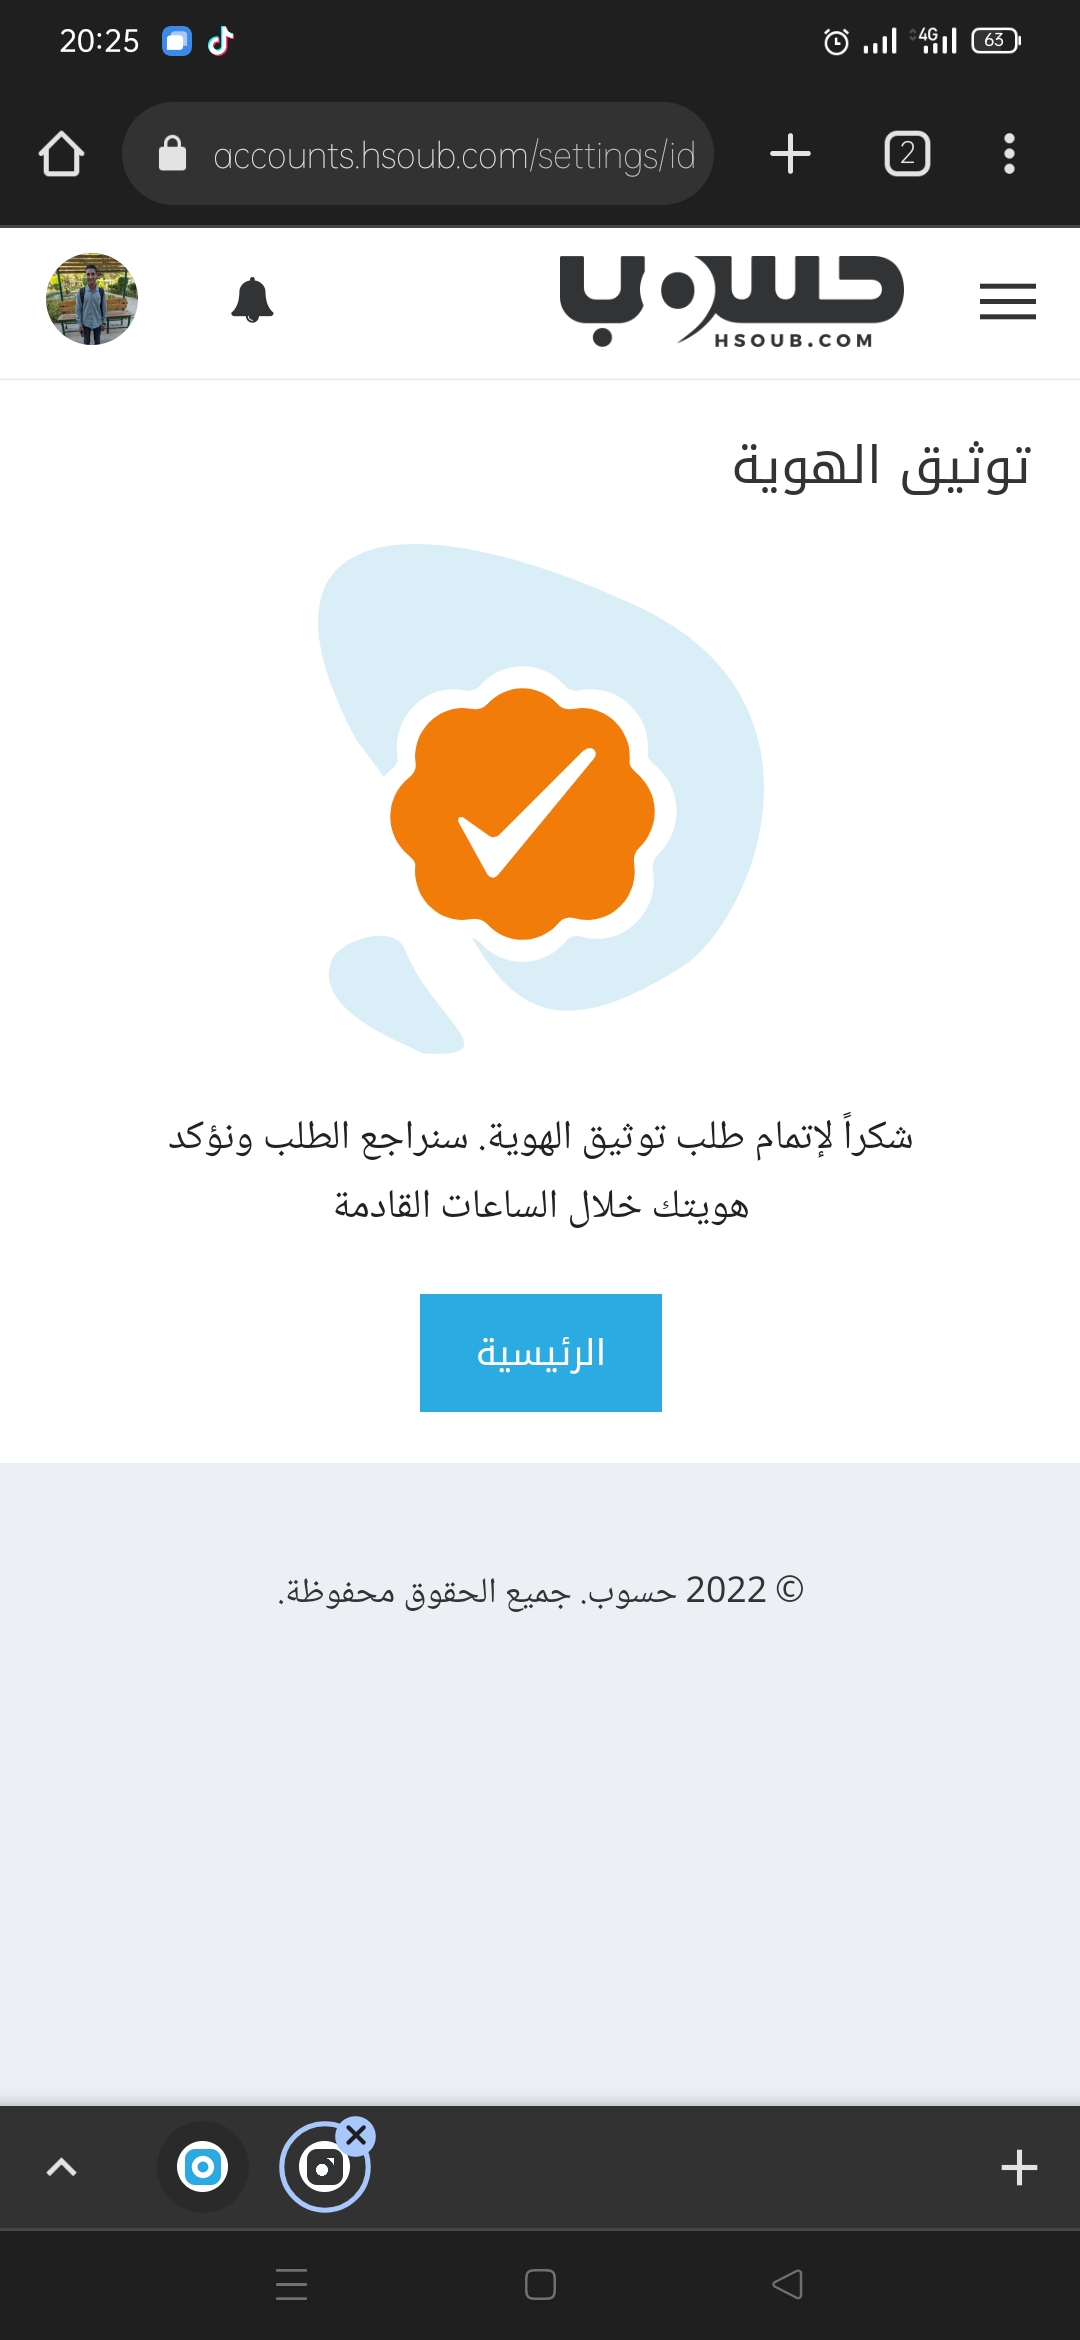 20:25
4G
63
accounts.hsoub.com/settings/id
2
حسوب
HSOUB.COM
توثيق الهوية
شكراً لإتمام طلب توثيق الهوية. سنراجع الطلب ونؤكد
هويتك خلال الساعات القادمة
الرئيسية
© 2022 حسوب. جميع الحقوق محفوظة.